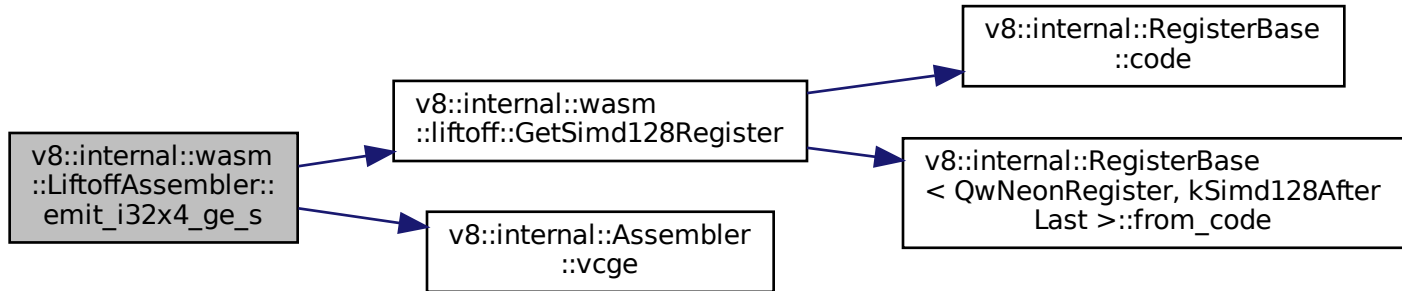 v8::internal::wasm
::LiftoffAssembler::
emit_i32x4_ge_s
v8::internal::wasm
::liftoff::GetSimd128Register
v8::internal::Assembler
::vcge
v8::internal::RegisterBase
::code
v8::internal::RegisterBase
< QwNeonRegister, kSimd128After
Last >::from_code